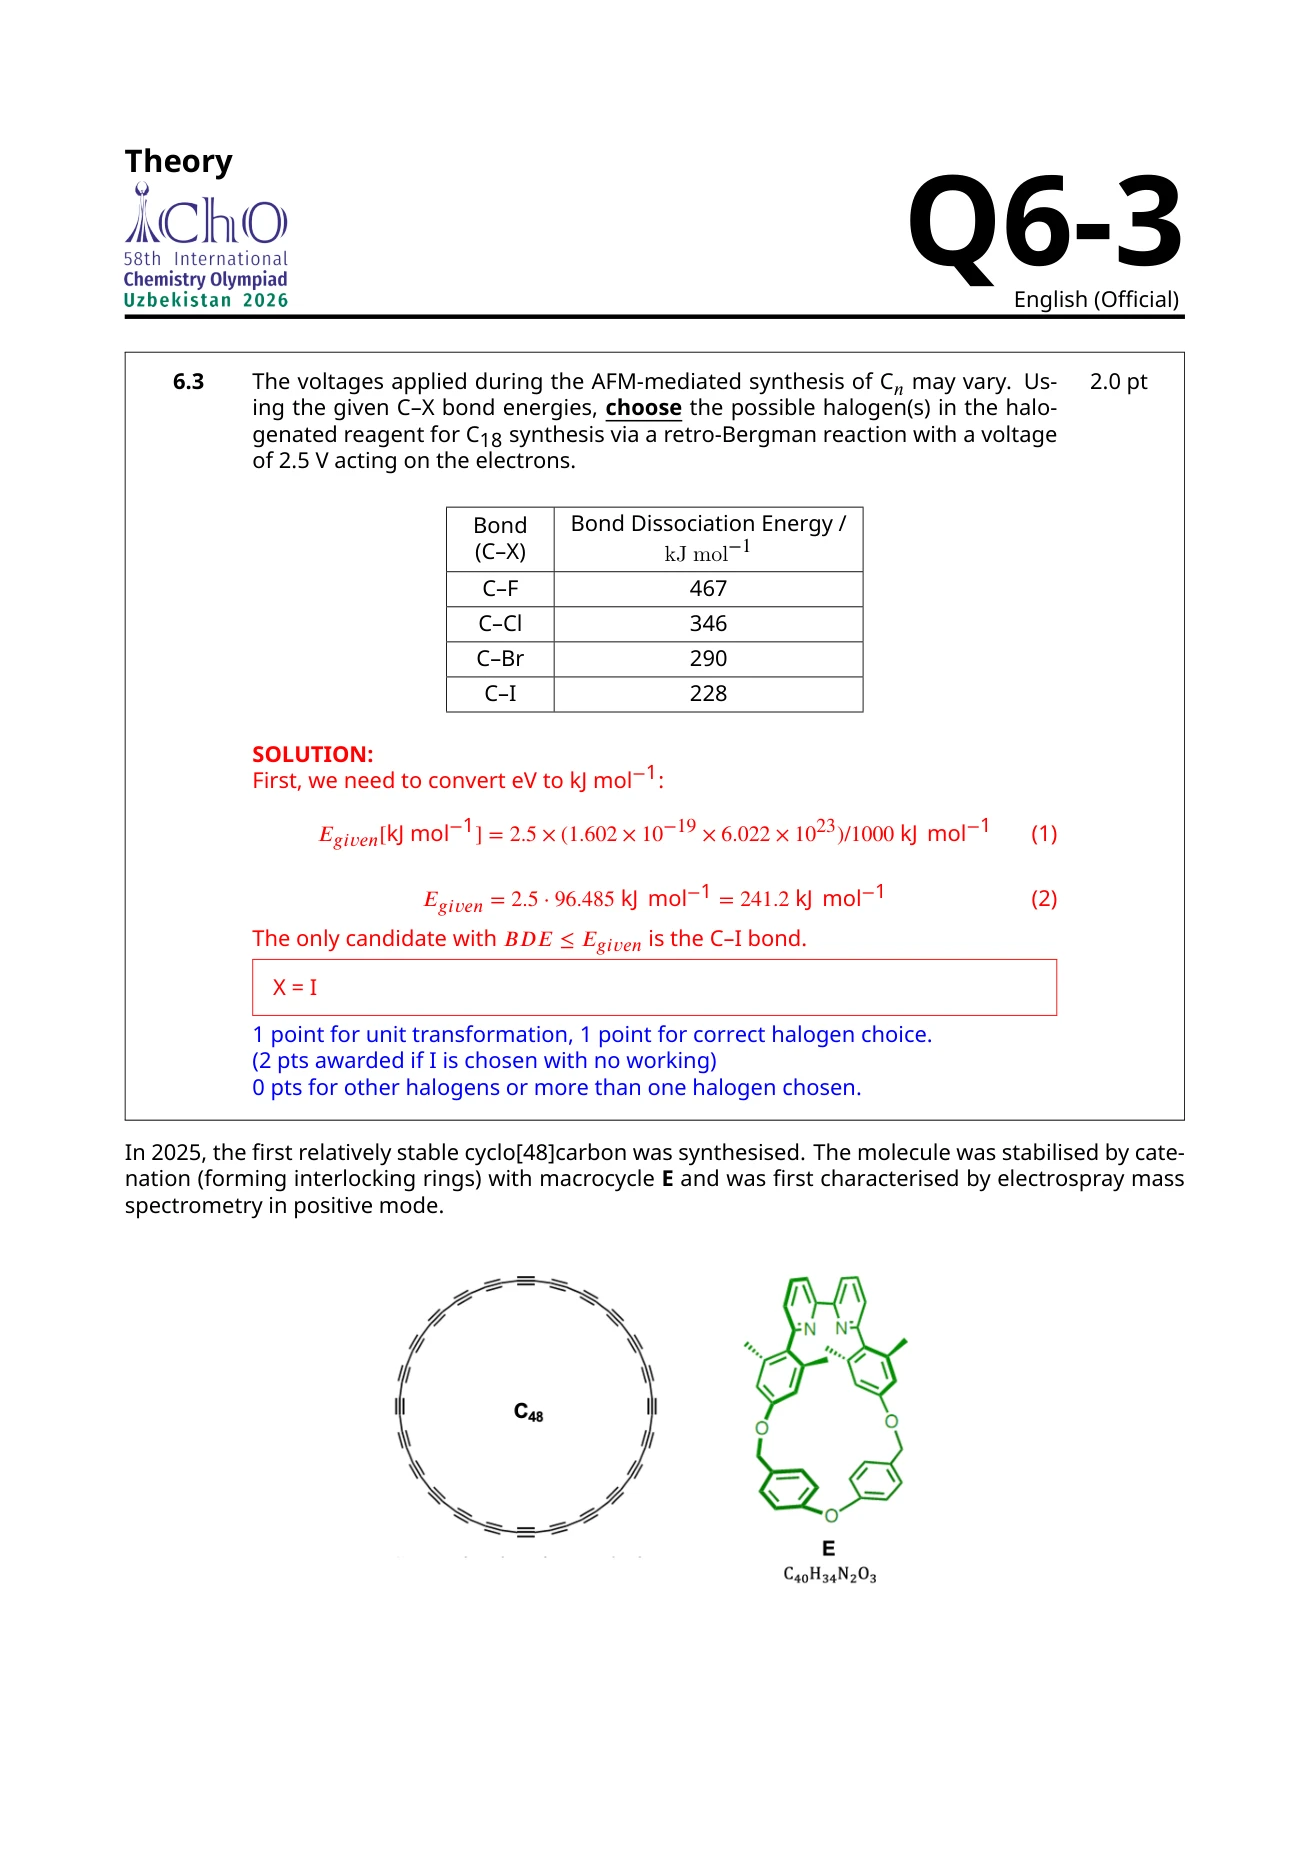 Theory
IChO
58th International
Chemistry Olympiad
Uzbekistan 2026
Q6-3
English (Official)
6.3 The voltages applied during the AFM-mediated synthesis of Cₙ may vary. Us- 2.0 pt
ing the given C–X bond energies, choose the possible halogen(s) in the halo-
genated reagent for C₁₈ synthesis via a retro-Bergman reaction with a voltage
of 2.5 V acting on the electrons.
Bond (C–X) Bond Dissociation Energy / kJ mol⁻¹
C–F 467
C–Cl 346
C–Br 290
C–I 228
SOLUTION:
First, we need to convert eV to kJ mol⁻¹:
E_given[kJ mol⁻¹] = 2.5 × (1.602 × 10⁻¹⁹ × 6.022 × 10²³)/1000 kJ mol⁻¹ (1)
E_given = 2.5 · 96.485 kJ mol⁻¹ = 241.2 kJ mol⁻¹ (2)
The only candidate with BDE ≤ E_given is the C–I bond.
X = I
1 point for unit transformation, 1 point for correct halogen choice.
(2 pts awarded if I is chosen with no working)
0 pts for other halogens or more than one halogen chosen.
In 2025, the first relatively stable cyclo[48]carbon was synthesised. The molecule was stabilised by cate-
nation (forming interlocking rings) with macrocycle E and was first characterised by electrospray mass
spectrometry in positive mode.
C₄₈
N N
O O
O
E
C₄₀H₃₄N₂O₃